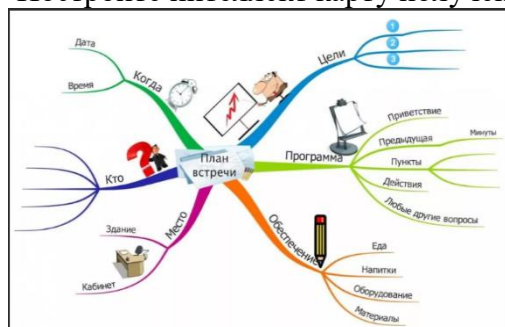 Дата
Время
Когда
Цели
1
2
3
Кто
План
встречи
Программа
Приветствие
Предыдущая
Минуты
Пункты
Действия
Любые другие вопросы
Место
Здание
Кабинет
Обеспечение
Еда
Напитки
Оборудование
Материалы